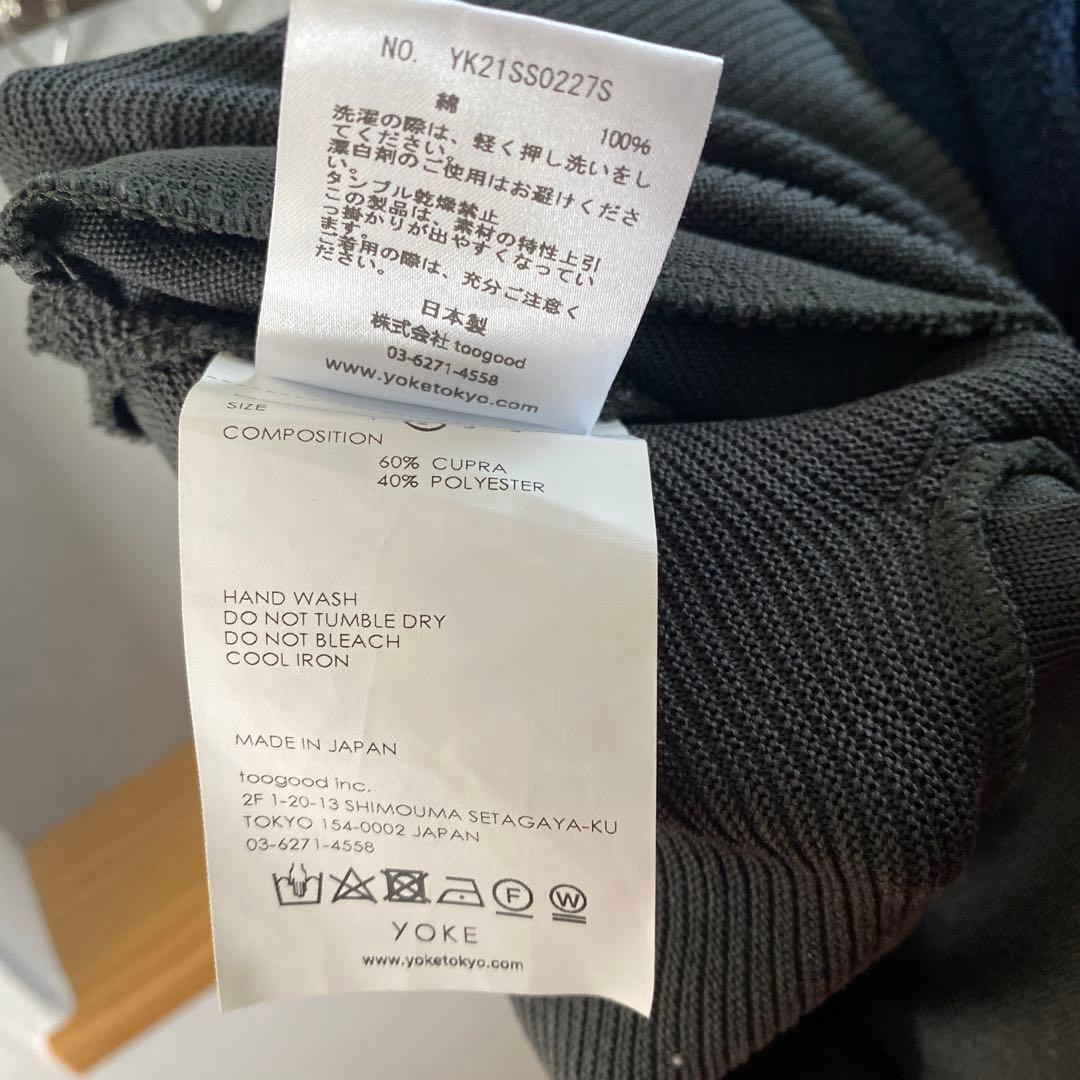 NO. YK21SS0227S
綿 100%
洗濯の際は、軽く押し洗いをし
てください。
漂白剤のご使用はお避けくださ
い。
タンブル乾燥禁止
この製品は、素材の特性上引
っ掛かりが出やすくなってい
ます。
ご着用の際は、充分ご注意く
ださい。
日本製
株式会社 toogood
03-6271-4558
www.yoketokyo.com
SIZE
COMPOSITION
60% CUPRA
40% POLYESTER
HAND WASH
DO NOT TUMBLE DRY
DO NOT BLEACH
COOL IRON
MADE IN JAPAN
toogood inc.
2F 1-20-13 SHIMOUMA SETAGAYA-KU
TOKYO 154-0002 JAPAN
03-6271-4558
F W
YOKE
www.yoketokyo.com